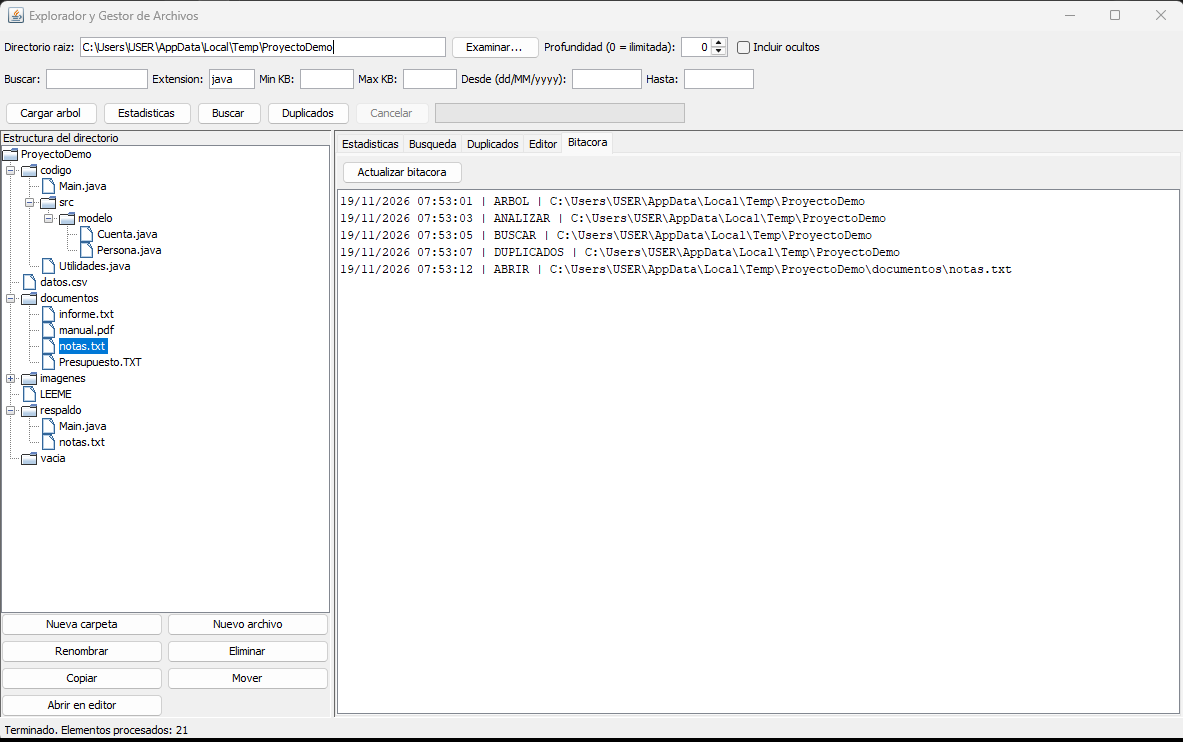 Explorador y Gestor de Archivos
Directorio raiz: C:\Users\USER\AppData\Local\Temp\ProyectoDemo Examinar... Profundidad (0 = ilimitada): 0 Incluir ocultos
Buscar: Extension: java Min KB: Max KB: Desde (dd/MM/yyyy): Hasta:
Cargar arbol Estadisticas Buscar Duplicados Cancelar
Estructura del directorio
ProyectoDemo
codigo
Main.java
src
modelo
Cuenta.java
Persona.java
Utilidades.java
datos.csv
documentos
informe.txt
manual.pdf
notas.txt
Presupuesto.TXT
imagenes
LEEME
respaldo
Main.java
notas.txt
vacia
Nueva carpeta Nuevo archivo
Renombrar Eliminar
Copiar Mover
Abrir en editor
Estadisticas Busqueda Duplicados Editor Bitacora
Actualizar bitacora
19/11/2026 07:53:01 | ARBOL | C:\Users\USER\AppData\Local\Temp\ProyectoDemo
19/11/2026 07:53:03 | ANALIZAR | C:\Users\USER\AppData\Local\Temp\ProyectoDemo
19/11/2026 07:53:05 | BUSCAR | C:\Users\USER\AppData\Local\Temp\ProyectoDemo
19/11/2026 07:53:07 | DUPLICADOS | C:\Users\USER\AppData\Local\Temp\ProyectoDemo
19/11/2026 07:53:12 | ABRIR | C:\Users\USER\AppData\Local\Temp\ProyectoDemo\documentos\notas.txt
Terminado. Elementos procesados: 21